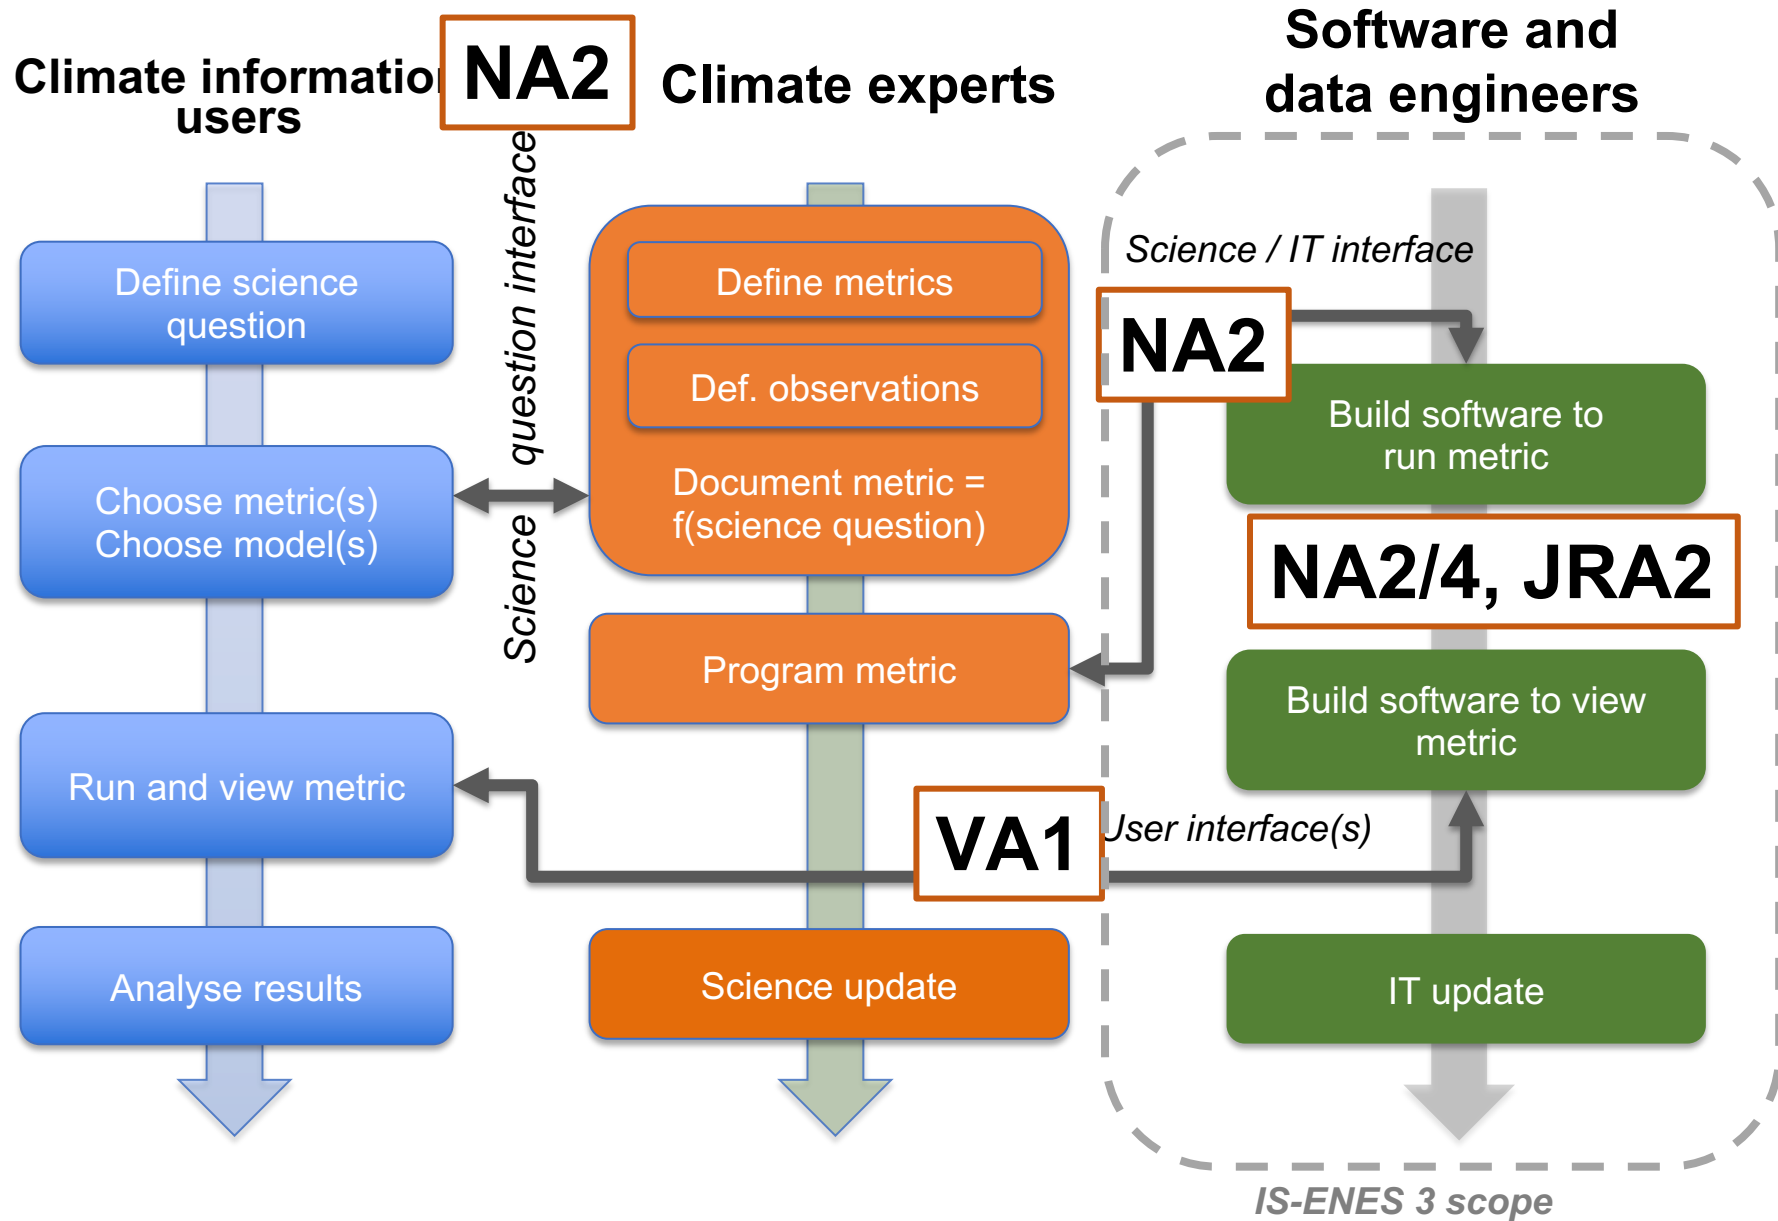 Climate information
users
NA2
Climate experts
Software and
data engineers
Science question interface
Define science
question
Choose metric(s)
Choose model(s)
Run and view metric
Analyse results
Define metrics
Def. observations
Document metric =
f(science question)
Program metric
Science update
Science / IT interface
NA2
Build software to
run metric
NA2/4, JRA2
Build software to view
metric
VA1
User interface(s)
IT update
IS-ENES 3 scope